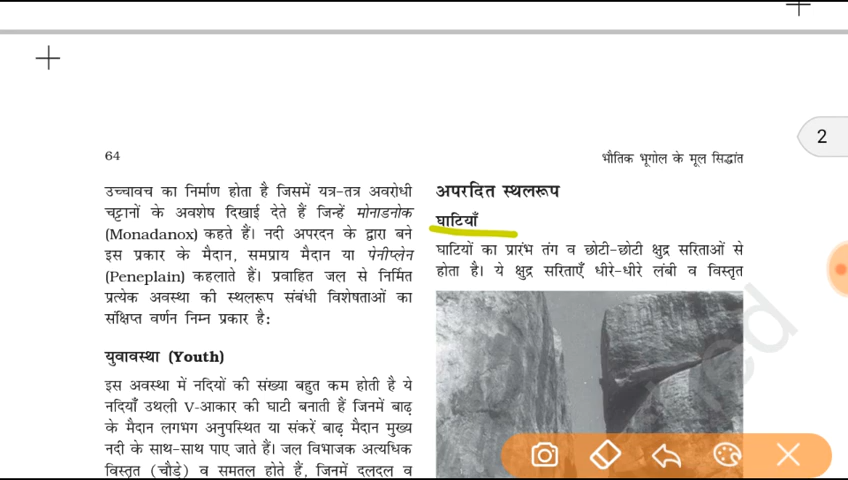 64
भौतिक भूगोल के मूल सिद्धांत
उच्चावच का निर्माण होता है जिसमें यत्र-तत्र अवरोधी
चट्टानों के अवशेष दिखाई देते हैं जिन्हें मोनाडनोक
(Monadanox) कहते हैं। नदी अपरदन के द्वारा बने
इस प्रकार के मैदान, समप्राय मैदान या पेनीप्लेन
(Peneplain) कहलाते हैं। प्रवाहित जल से निर्मित
प्रत्येक अवस्था की स्थलरूप संबंधी विशेषताओं का
संक्षिप्त वर्णन निम्न प्रकार है:
युवावस्था (Youth)
इस अवस्था में नदियों की संख्या बहुत कम होती है ये
नदियाँ उथली V-आकार की घाटी बनाती हैं जिनमें बाढ़
के मैदान लगभग अनुपस्थित या संकरें बाढ़ मैदान मुख्य
नदी के साथ-साथ पाए जाते हैं। जल विभाजक अत्यधिक
विस्तृत (चौड़े) व समतल होते हैं, जिनमें दलदल व
अपरदित स्थलरूप
घाटियाँ
घाटियों का प्रारंभ तंग व छोटी-छोटी क्षुद्र सरिताओं से
होता है। ये क्षुद्र सरिताएँ धीरे-धीरे लंबी व विस्तृत
2